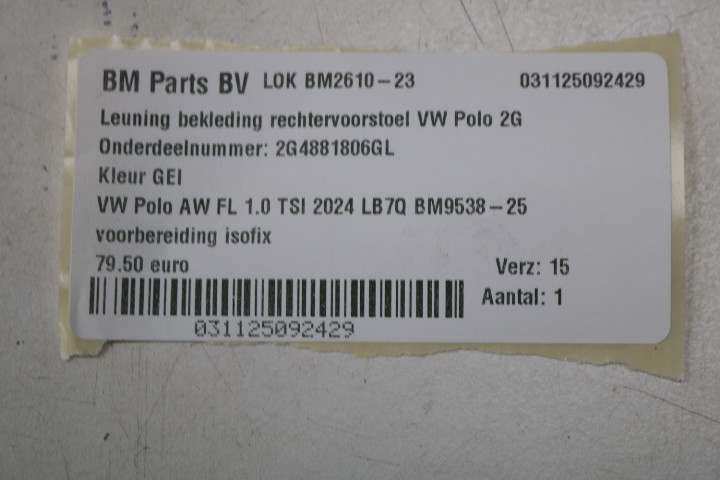 BM Parts BV LOK BM2610-23 031125092429
Leuning bekleding rechtervoorstoel VW Polo 2G
Onderdeelnummer: 2G4881806GL
Kleur GEI
VW Polo AW FL 1.0 TSI 2024 LB7Q BM9538-25
voorbereiding isofix
79.50 euro Verz: 15
Aantal: 1
031125092429